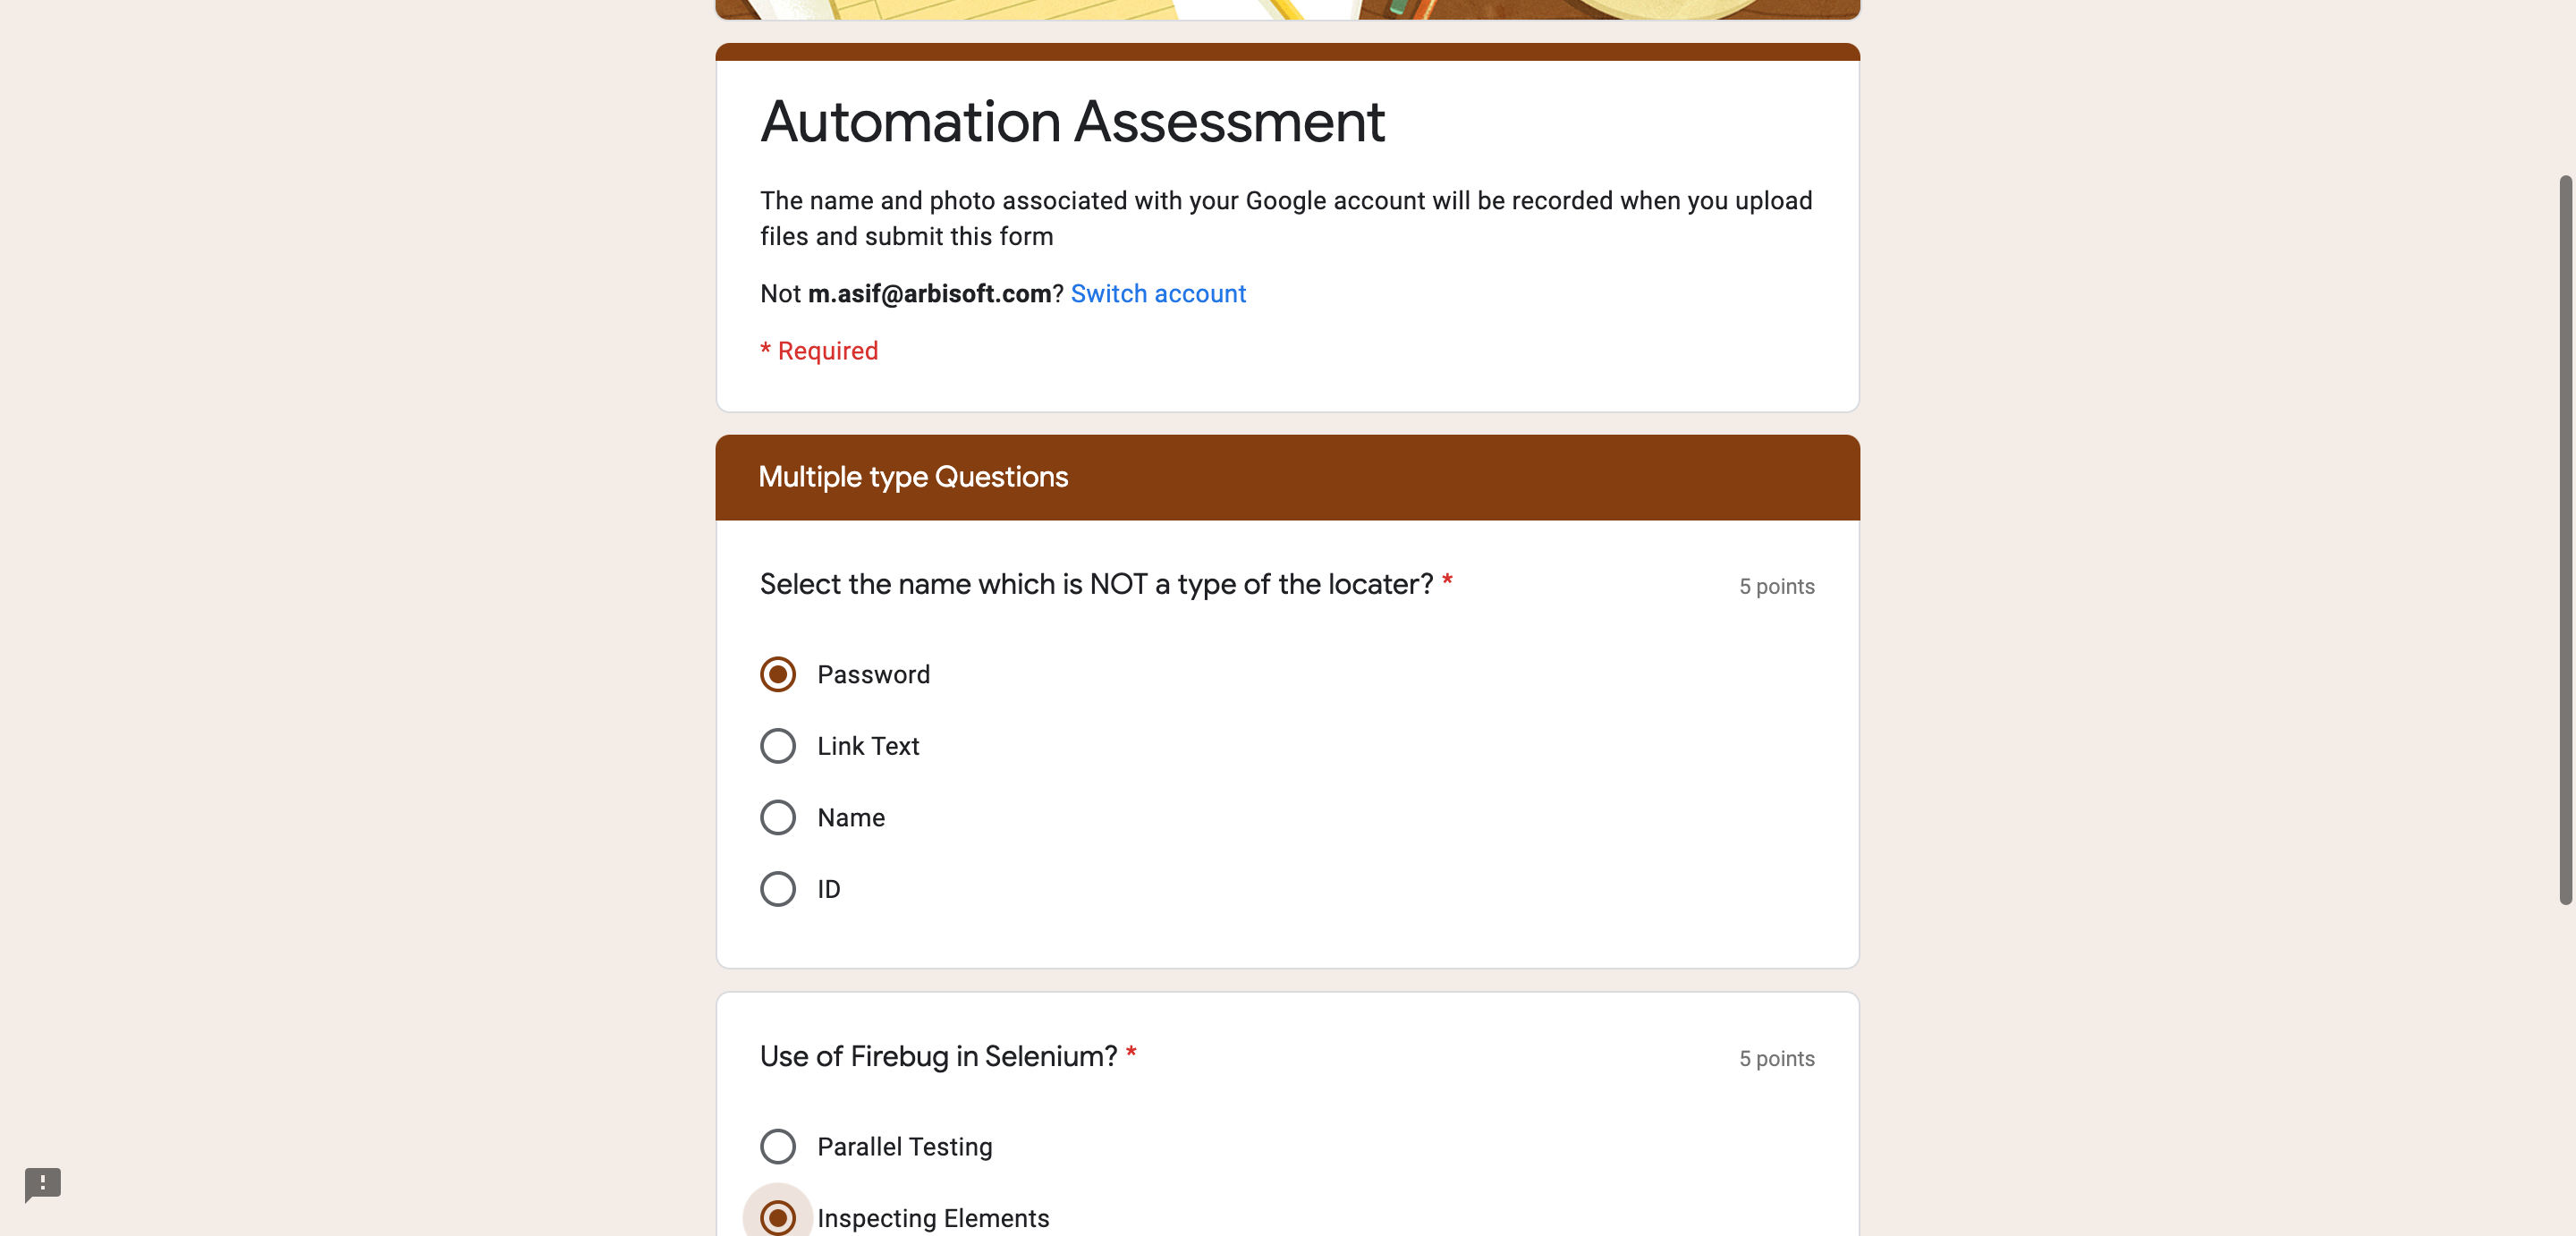 Automation Assessment
The name and photo associated with your Google account will be recorded when you upload
files and submit this form
Not m.asif@arbisoft.com? Switch account
* Required
Multiple type Questions
Select the name which is NOT a type of the locater? *
5 points
Password
Link Text
Name
ID
Use of Firebug in Selenium? *
5 points
Parallel Testing
Inspecting Elements